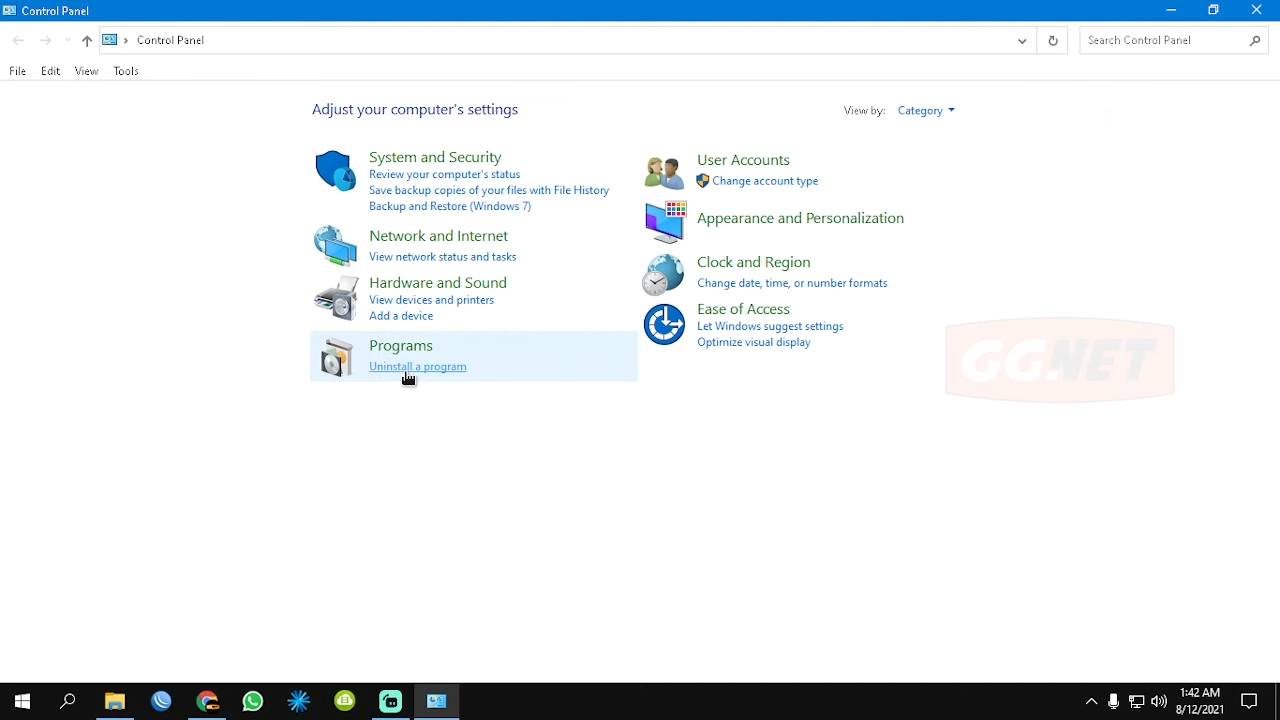 Control Panel
Control Panel
Search Control Panel
File Edit View Tools
Adjust your computer's settings
View by: Category
System and Security
Review your computer's status
Save backup copies of your files with File History
Backup and Restore (Windows 7)
Network and Internet
View network status and tasks
Hardware and Sound
View devices and printers
Add a device
Programs
Uninstall a program
User Accounts
Change account type
Appearance and Personalization
Clock and Region
Change date, time, or number formats
Ease of Access
Let Windows suggest settings
Optimize visual display
GG.NET
1:42 AM
8/12/2021